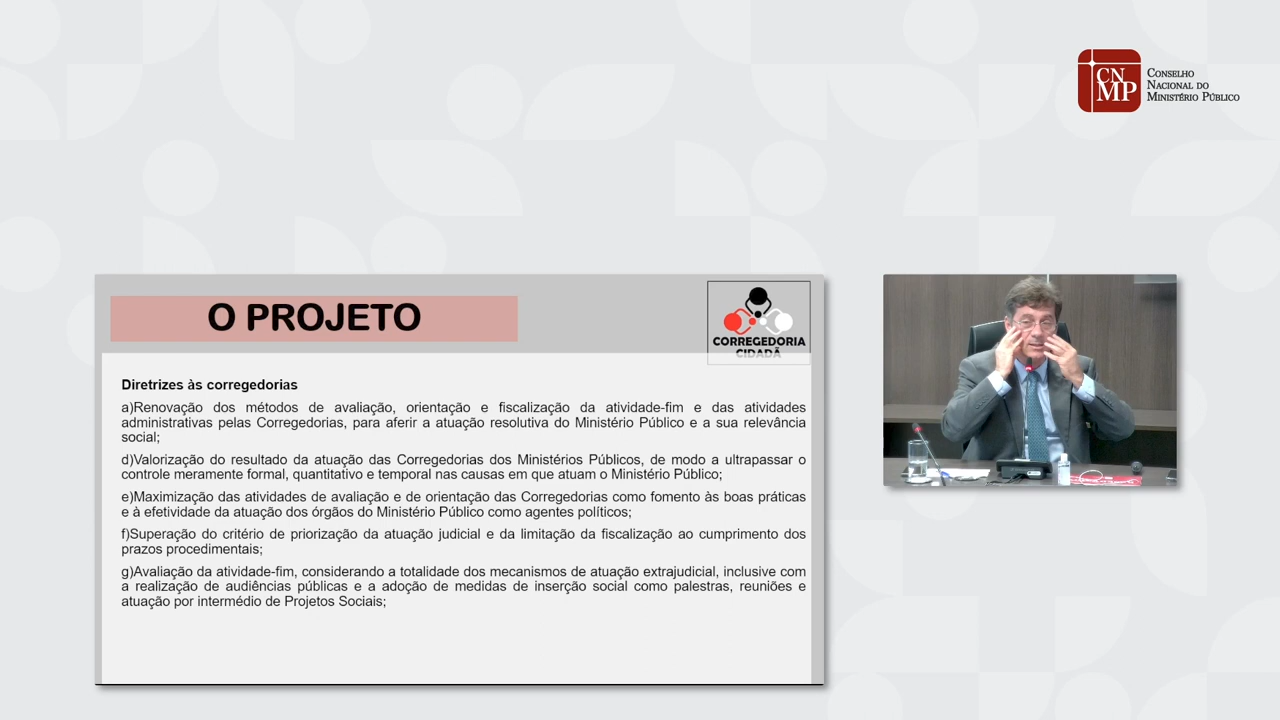 CN
MP
CONSELHO
NACIONAL DO
MINISTÉRIO PÚBLICO
O PROJETO
CORREGEDORIA
CIDADÃ
Diretrizes às corregedorias
a)Renovação dos métodos de avaliação, orientação e fiscalização da atividade-fim e das atividades
administrativas pelas Corregedorias, para aferir a atuação resolutiva do Ministério Público e a sua relevância
social;
d)Valorização do resultado da atuação das Corregedorias dos Ministérios Públicos, de modo a ultrapassar o
controle meramente formal, quantitativo e temporal nas causas em que atuam o Ministério Público;
e)Maximização das atividades de avaliação e de orientação das Corregedorias como fomento às boas práticas
e à efetividade da atuação dos órgãos do Ministério Público como agentes políticos;
f)Superação do critério de priorização da atuação judicial e da limitação da fiscalização ao cumprimento dos
prazos procedimentais;
g)Avaliação da atividade-fim, considerando a totalidade dos mecanismos de atuação extrajudicial, inclusive com
a realização de audiências públicas e a adoção de medidas de inserção social como palestras, reuniões e
atuação por intermédio de Projetos Sociais;